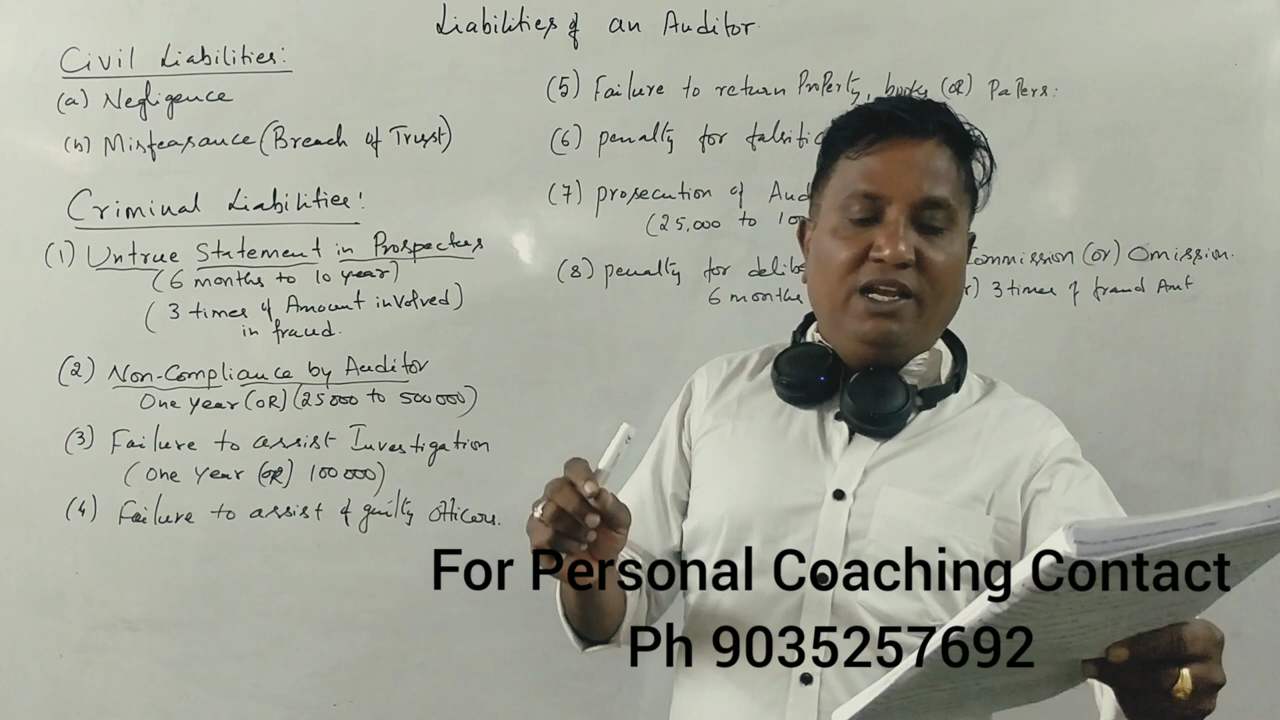 Liabilities of an Auditor.
Civil Liabilities:
(a) Negligence
(b) Misfeasance (Breach of Trust)
Criminal Liabilities:
(1) Untrue Statement in Prospectus
(6 months to 10 year)
(3 times of Amount involved)
in fraud.
(2) Non-Compliance by Auditor
One year (OR) (25000 to 500000)
(3) Failure to assist Investigation
(One Year (OR) 100000)
(4) Failure to assist of guilty officers.
(5) Failure to return Property, books (OR) Papers:
(6) penalty for falsific
(7) prosecution of Aud
(25,000 to 100
(8) penalty for delibe Commission (or) Omission.
6 months r) 3 times of fraud Amt
For Personal Coaching Contact
Ph 9035257692